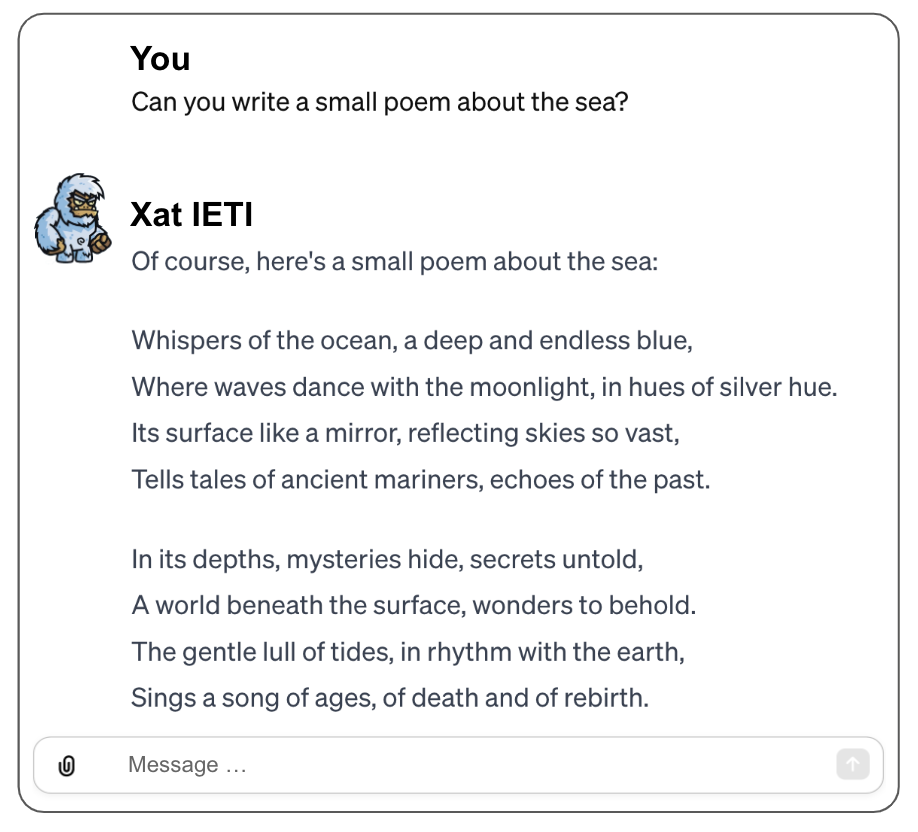 You
Can you write a small poem about the sea?
Xat IETI
Of course, here's a small poem about the sea:
Whispers of the ocean, a deep and endless blue,
Where waves dance with the moonlight, in hues of silver hue.
Its surface like a mirror, reflecting skies so vast,
Tells tales of ancient mariners, echoes of the past.
In its depths, mysteries hide, secrets untold,
A world beneath the surface, wonders to behold.
The gentle lull of tides, in rhythm with the earth,
Sings a song of ages, of death and of rebirth.
Message …